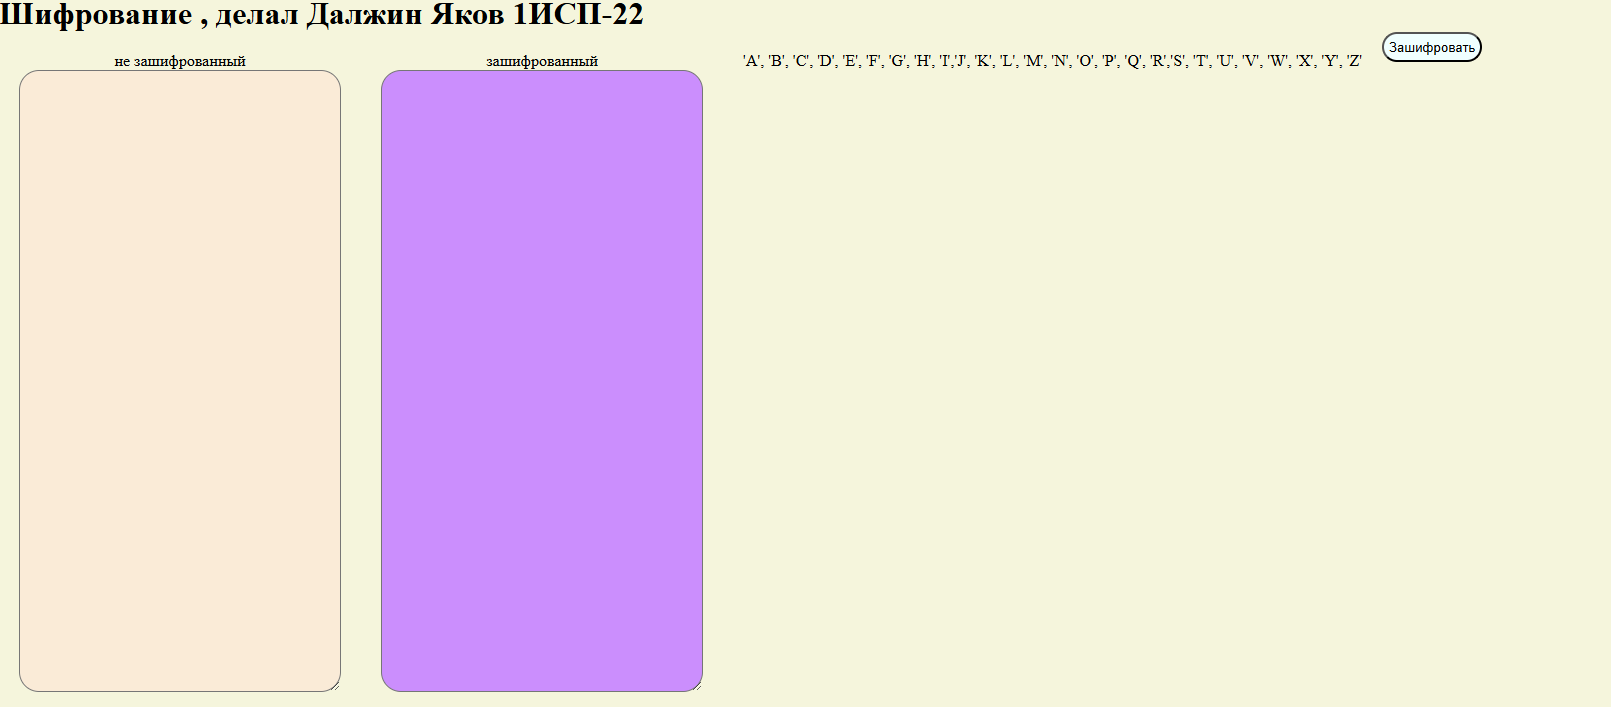 Шифрование , делал Далжин Яков 1ИСП-22
не зашифрованный
зашифрованный
'A', 'B', 'C', 'D', 'E', 'F', 'G', 'H', 'I','J', 'K', 'L', 'M', 'N', 'O', 'P', 'Q', 'R','S', 'T', 'U', 'V', 'W', 'X', 'Y', 'Z'
Зашифровать